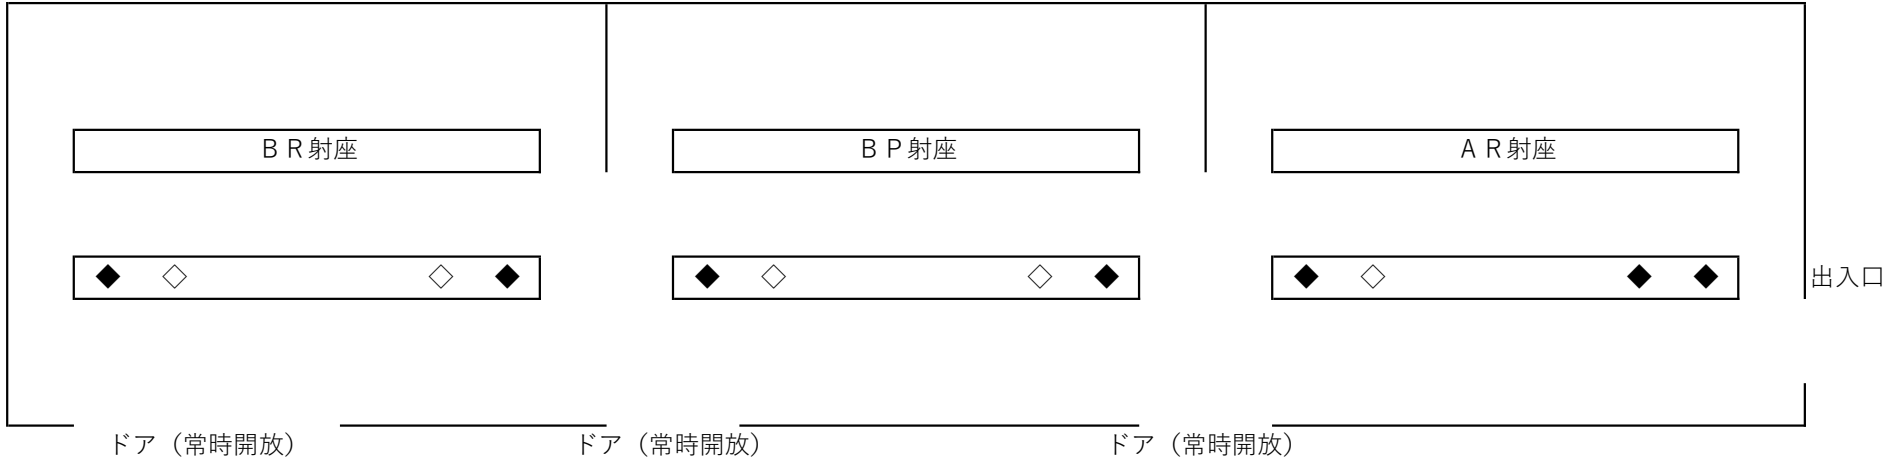 ＢＲ射座
ＢＰ射座
ＡＲ射座
◆ ◇ ◇ ◆
◆ ◇ ◇ ◆
◆ ◇ ◆ ◆
出入口
ドア（常時開放）
ドア（常時開放）
ドア（常時開放）